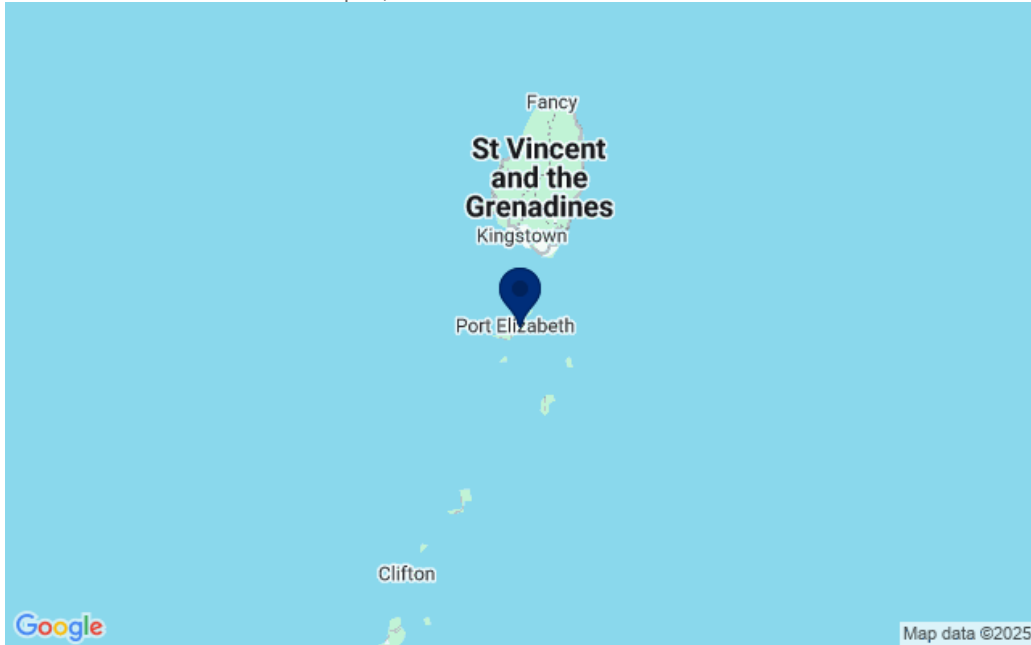 Fancy
St Vincent
and the
Grenadines
Kingstown
Port Elizabeth
Clifton
Google
Map data ©2025